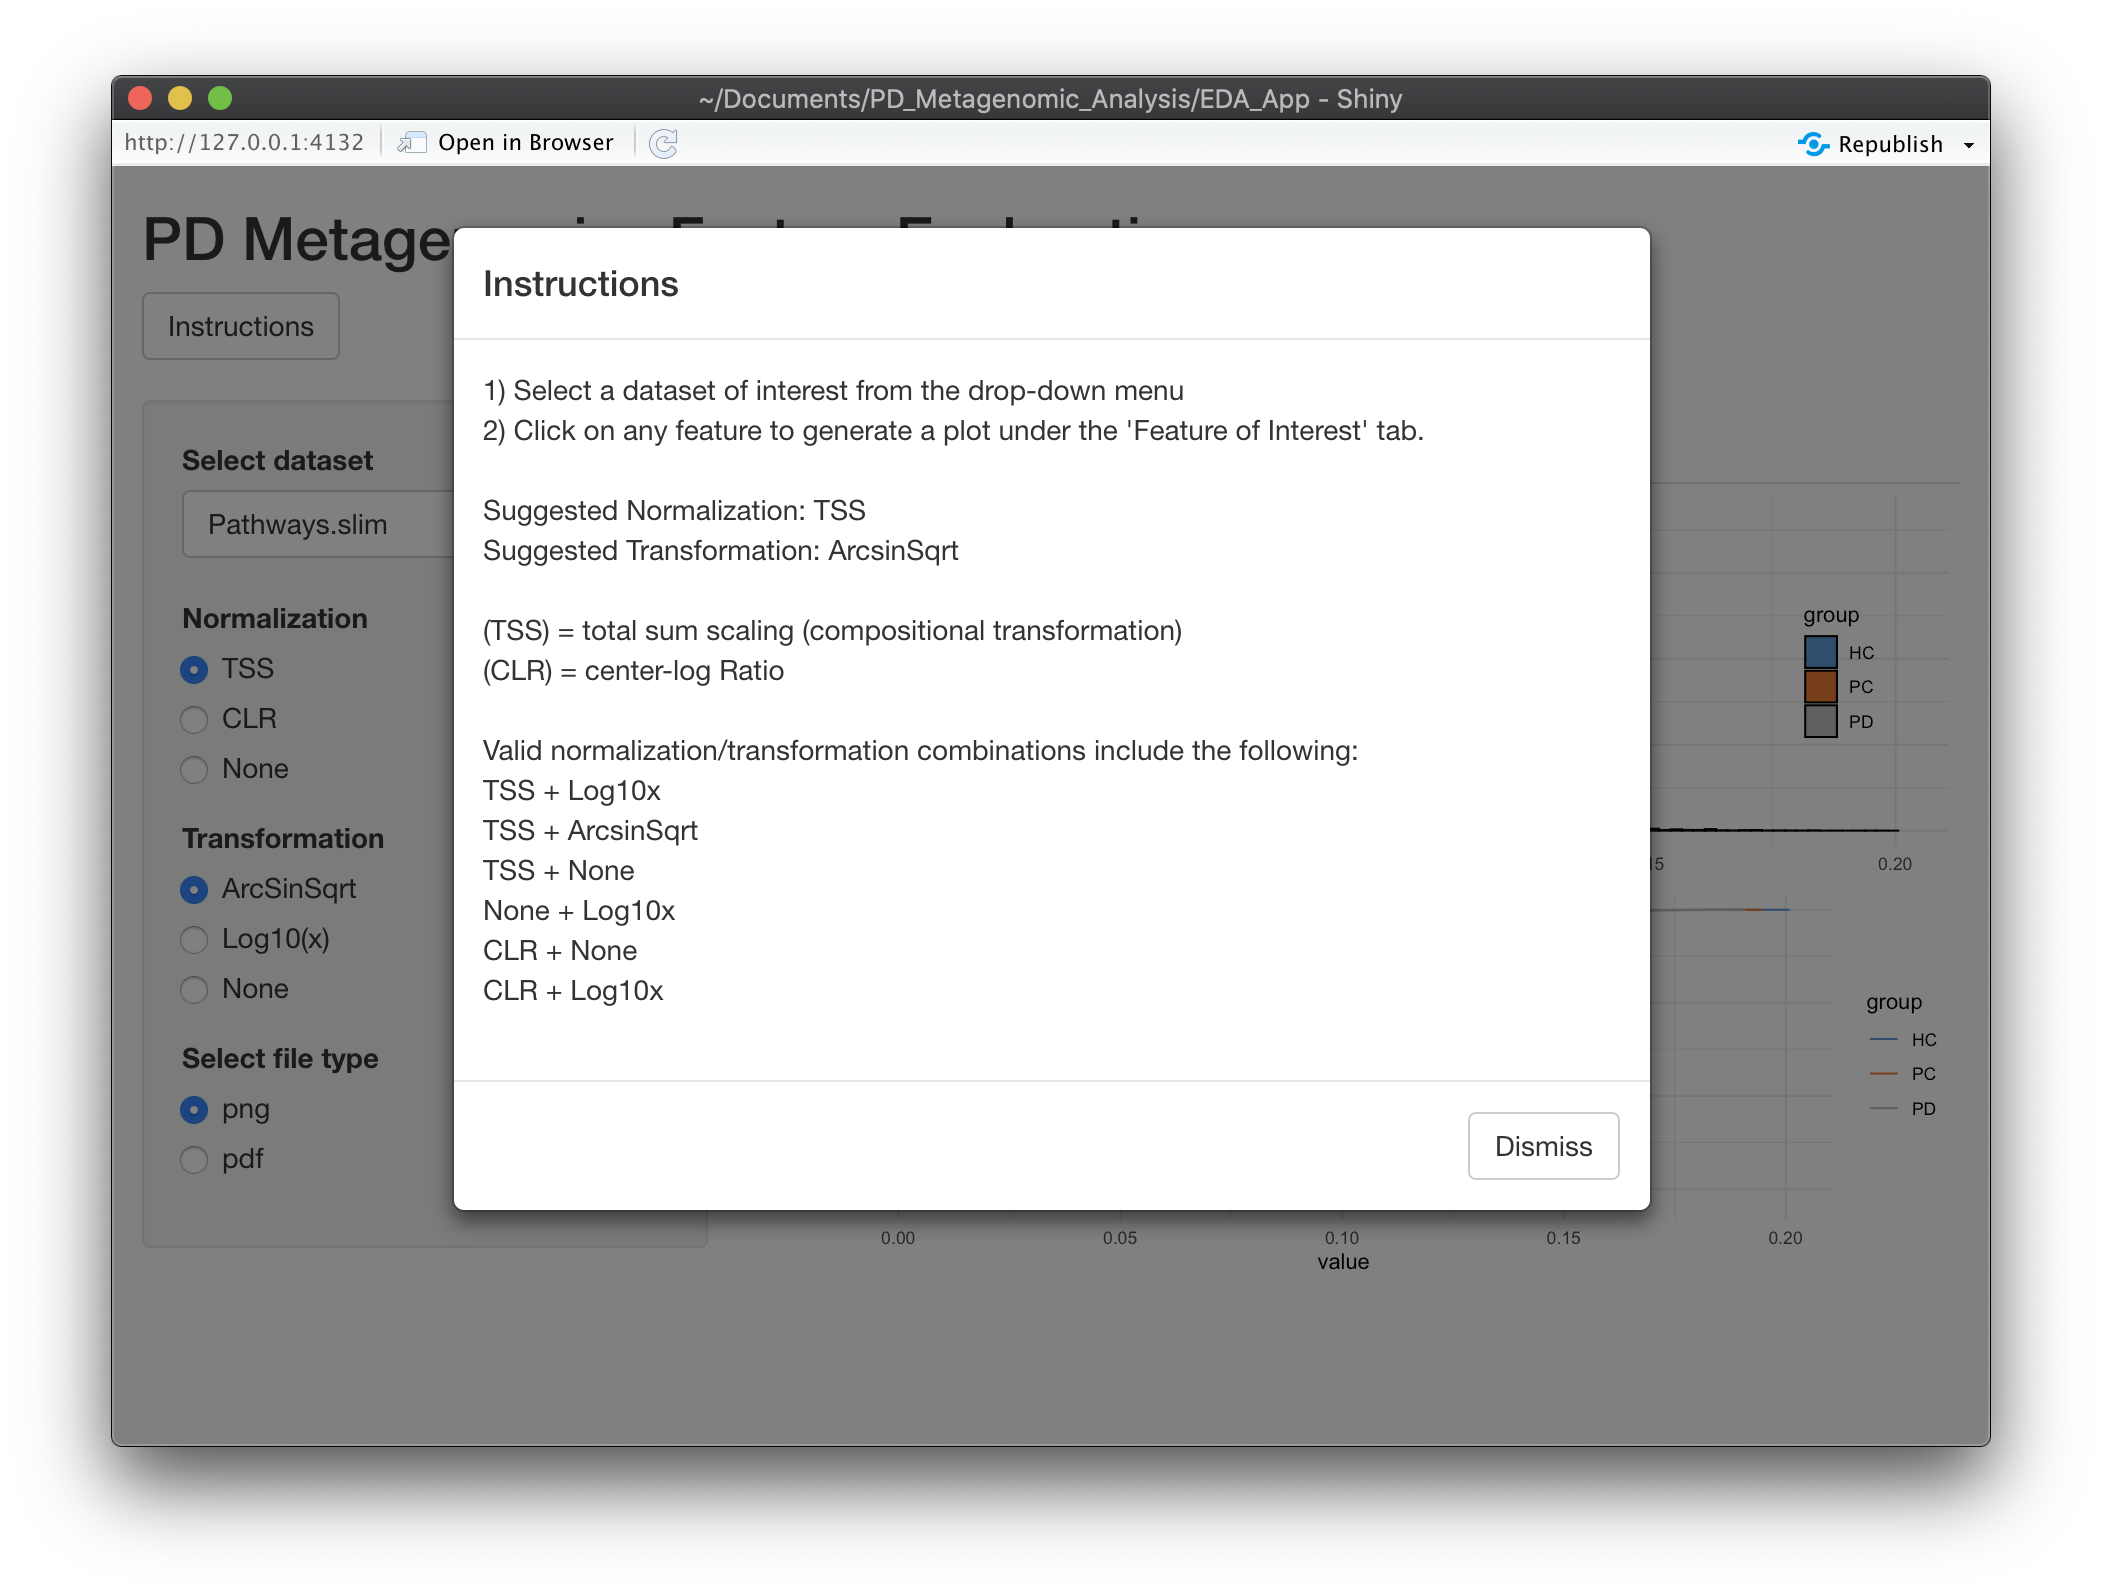 ~/Documents/PD_Metagenomic_Analysis/EDA_App - Shiny
http://127.0.0.1:4132
Open in Browser
Republish
PD
Instructions
Instructions
1) Select a dataset of interest from the drop-down menu
2) Click on any feature to generate a plot under the 'Feature of Interest' tab.
Suggested Normalization: TSS
Suggested Transformation: ArcsinSqrt
(TSS) = total sum scaling (compositional transformation)
(CLR) = center-log Ratio
Valid normalization/transformation combinations include the following:
TSS + Log10x
TSS + ArcsinSqrt
TSS + None
None + Log10x
CLR + None
CLR + Log10x
Dismiss
Select dataset
Pathways.slim
Normalization
TSS
CLR
None
Transformation
ArcSinSqrt
Log10(x)
None
Select file type
png
pdf
group
HC
PC
PD
0.20
group
HC
PC
PD
0.00
0.05
0.10
0.15
0.20
value